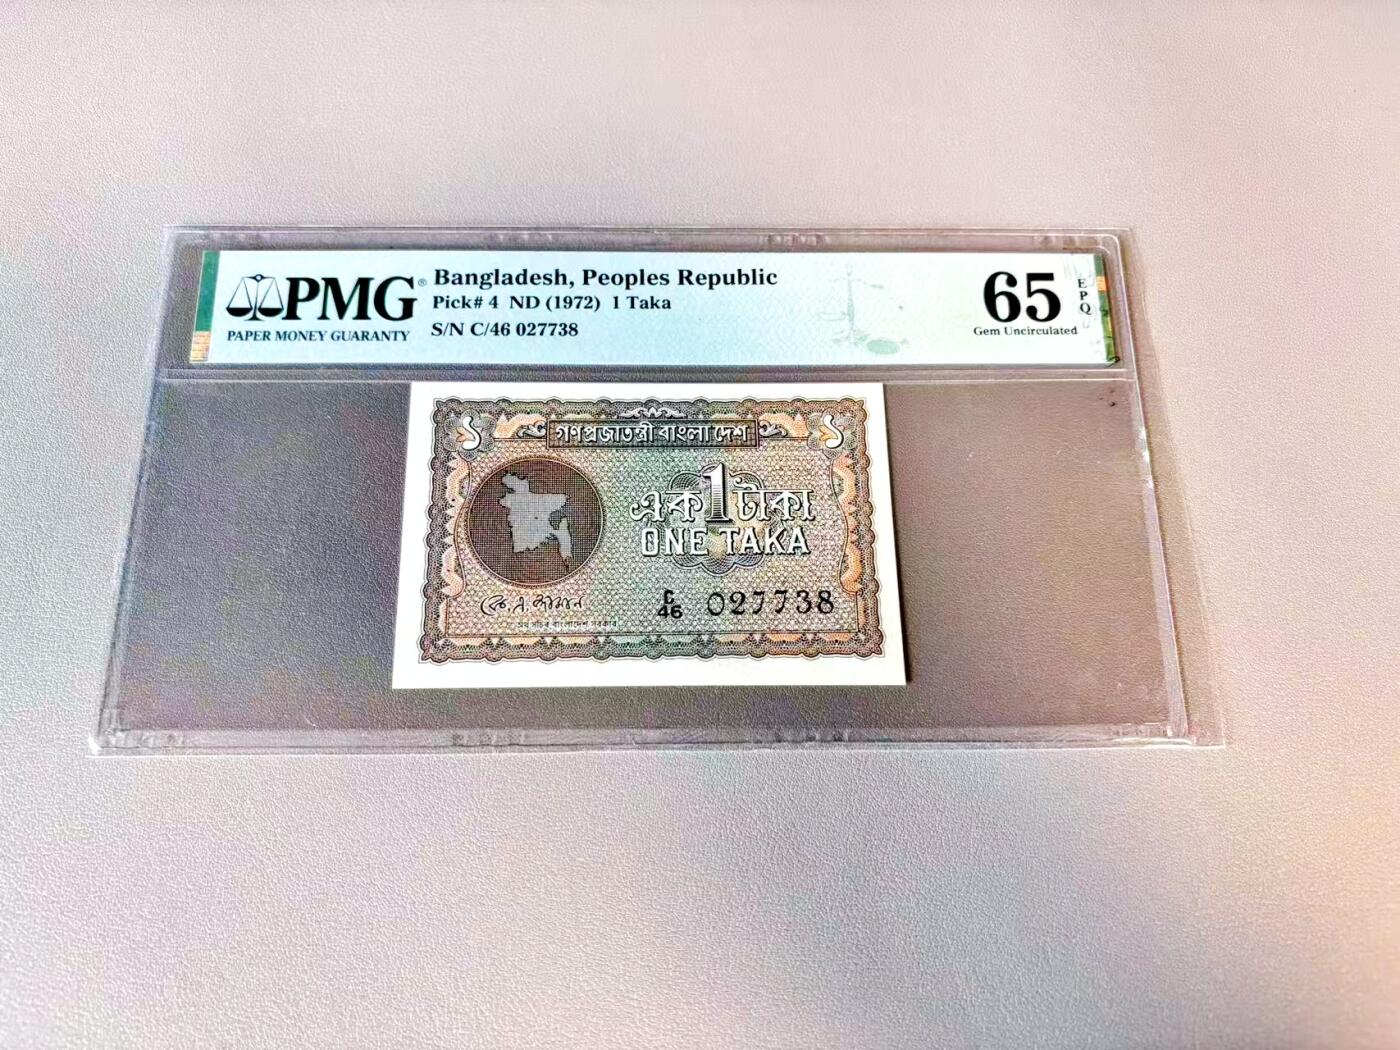 PMG®
PAPER MONEY GUARANTY
Bangladesh, Peoples Republic
Pick# 4 ND (1972) 1 Taka
S/N C/46 027738
65
EPQ
Gem Uncirculated
১ গণপ্রজাতন্ত্রী বাংলা দেশ ১
এক 1 টাকা
ONE TAKA
C/46 027738
বাংলাদেশ সরকার